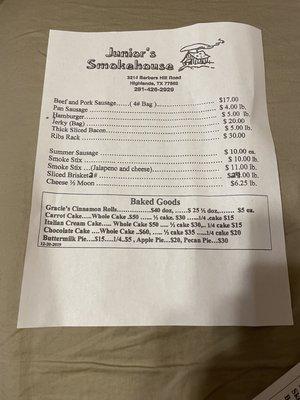 Junior's
Smokehouse
3214 Barbers Hill Road
Highlands, TX 77562
281-426-2929
Beef and Pork Sausage......( 4# Bag ) ............................ $17.00
Pan Sausage ........................................................ $ 4.00 lb.
Hamburger ........................................................ $ 5.00 lb.
Jerky (Bag) ........................................................ $ 20.00
Thick Sliced Bacon................................................ $ 5.00 lb.
Ribs Rack .......................................................... $ 30.00
Summer Sausage .................................................. $ 10.00 ea.
Smoke Stix .......................................................... $ 10.00 lb.
Smoke Stix ....(Jalapeno and cheese)........................ $ 11.00 lb.
Sliced Brisket ...................................................... lb.
Cheese ½ Moon .................................................... $6.25 lb.
Baked Goods
Gracie's Cinnamon Rolls.............$40 doz, ....... $ 25 ½ doz,....... $5 ea.
Carrot Cake.....Whole Cake .$50 ...... ½ cake. $30 .....1/4 .cake $15
Italian Cream Cake.....Whole Cake $50 .... ½ cake $30,.. 1/4 cake $15
Chocolate Cake ....Whole Cake ..$60, ..... ½ cake $35 .....1/4 cake $20
Buttermilk Pie....$15....1/4..$5 , Apple Pie...$20, Pecan Pie...$30